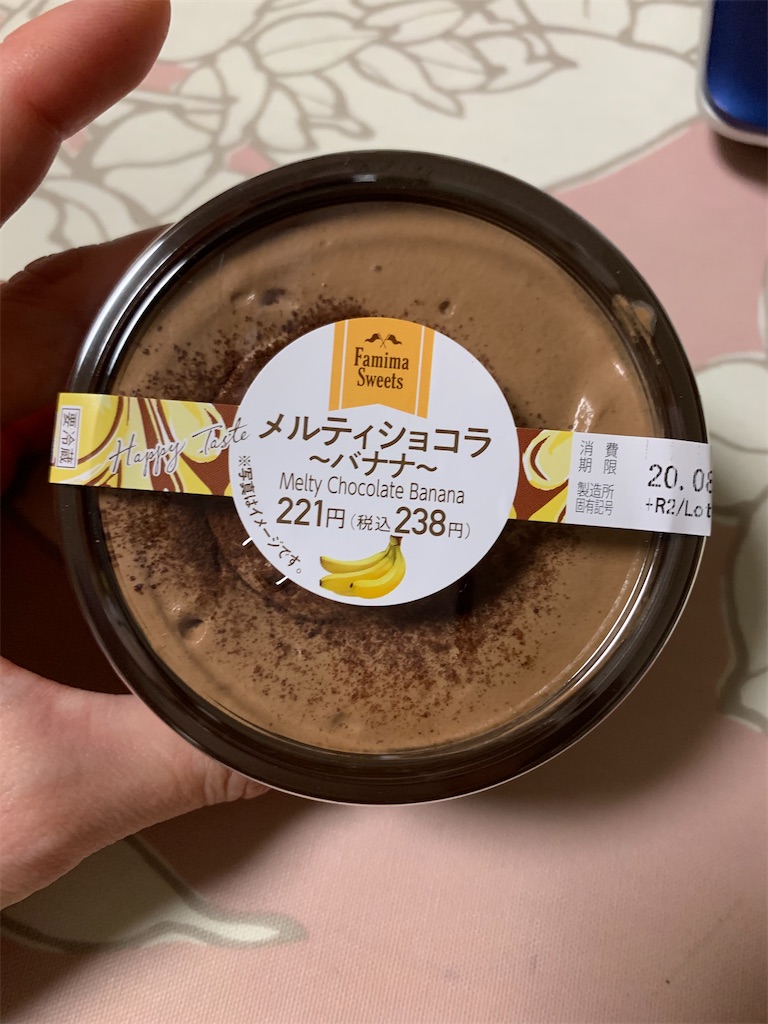 Famima
Sweets
要冷蔵
Happy Taste
メルティショコラ
～バナナ～
Melty Chocolate Banana
221円(税込238円)
※写真はイメージです。
消費
期限
20.08
製造所
固有記号
+R2/Lot